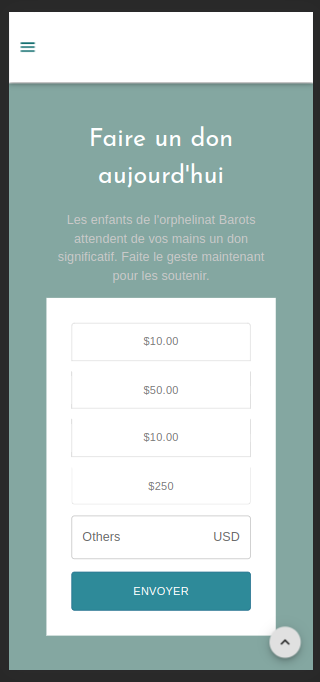 Faire un don
aujourd'hui
Les enfants de l'orphelinat Barots
attendent de vos mains un don
significatif. Faite le geste maintenant
pour les soutenir.
$10.00
$50.00
$10.00
$250
Others USD
ENVOYER